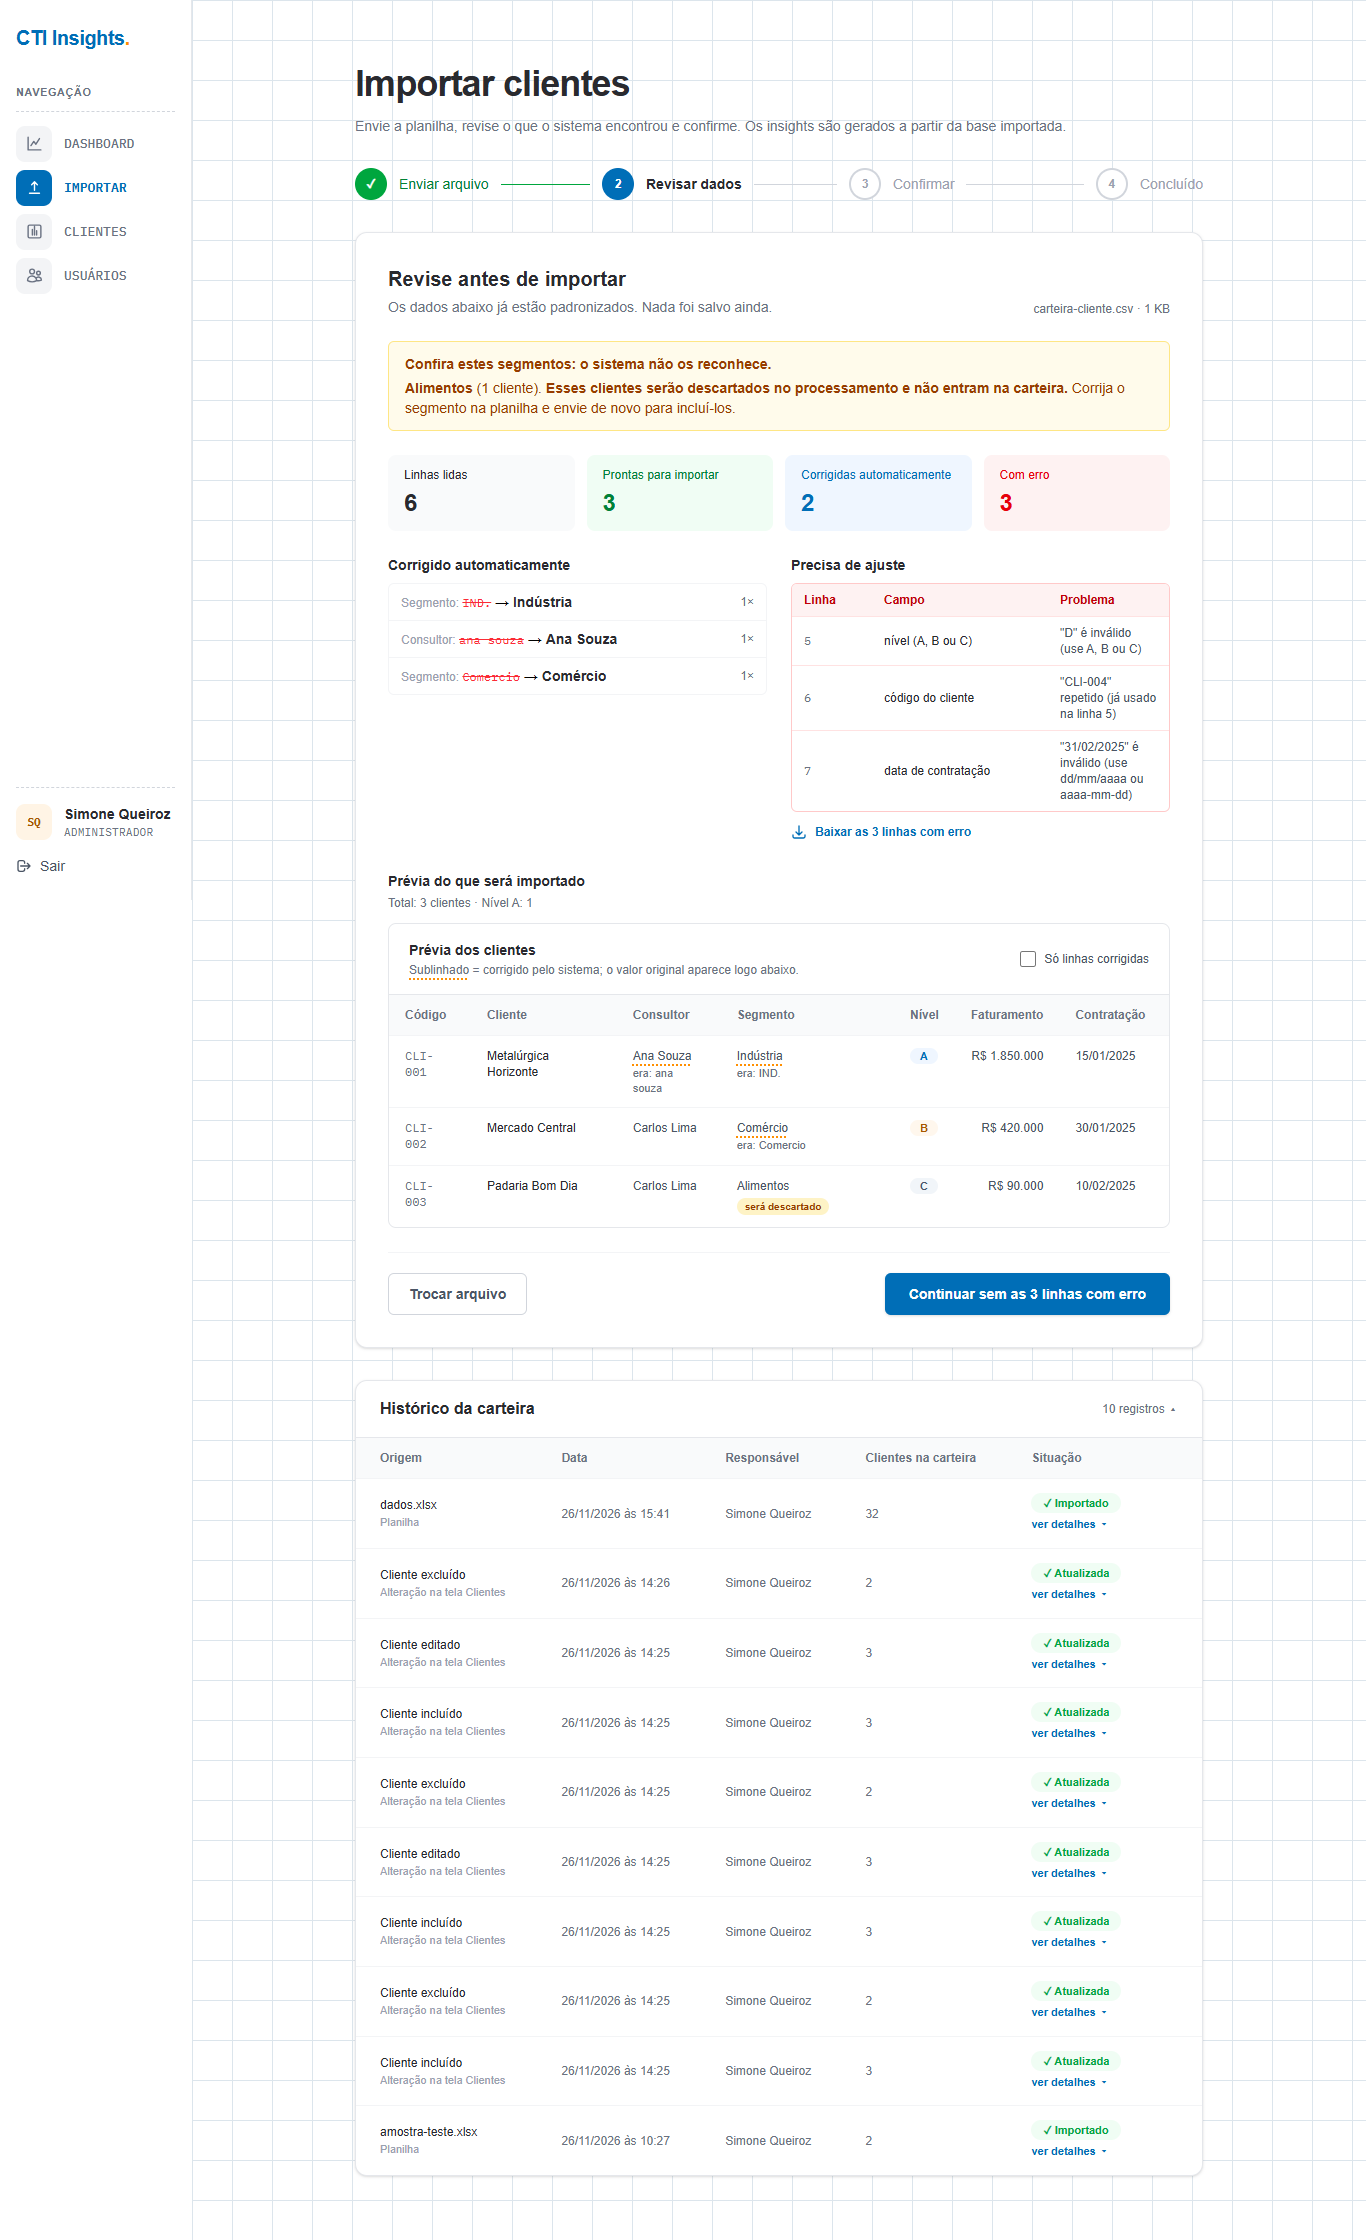 CTI Insights.
NAVEGAÇÃO
DASHBOARD
IMPORTAR
CLIENTES
USUÁRIOS
SQ
Simone Queiroz
ADMINISTRADOR
Sair
Importar clientes
Envie a planilha, revise o que o sistema encontrou e confirme. Os insights são gerados a partir da base importada.
✓ Enviar arquivo 2 Revisar dados 3 Confirmar 4 Concluído
Revise antes de importar
Os dados abaixo já estão padronizados. Nada foi salvo ainda. carteira-cliente.csv · 1 KB
Confira estes segmentos: o sistema não os reconhece.
Alimentos (1 cliente). Esses clientes serão descartados no processamento e não entram na carteira. Corrija o
segmento na planilha e envie de novo para incluí-los.
Linhas lidas
6
Prontas para importar
3
Corrigidas automaticamente
2
Com erro
3
Corrigido automaticamente
Segmento: IND. → Indústria 1×
Consultor: ana souza → Ana Souza 1×
Segmento: Comercio → Comércio 1×
Precisa de ajuste
Linha Campo Problema
5 nível (A, B ou C) "D" é inválido
(use A, B ou C)
6 código do cliente "CLI-004"
repetido (já usado
na linha 5)
7 data de contratação "31/02/2025" é
inválido (use
dd/mm/aaaa ou
aaaa-mm-dd)
Baixar as 3 linhas com erro
Prévia do que será importado
Total: 3 clientes · Nível A: 1
Prévia dos clientes
Sublinhado = corrigido pelo sistema; o valor original aparece logo abaixo.
Só linhas corrigidas
Código Cliente Consultor Segmento Nível Faturamento Contratação
CLI- Metalúrgica Ana Souza Indústria A R$ 1.850.000 15/01/2025
001 Horizonte era: ana era: IND.
souza
CLI- Mercado Central Carlos Lima Comércio B R$ 420.000 30/01/2025
002 era: Comercio
CLI- Padaria Bom Dia Carlos Lima Alimentos C R$ 90.000 10/02/2025
003 será descartado
Trocar arquivo
Continuar sem as 3 linhas com erro
Histórico da carteira 10 registros
Origem Data Responsável Clientes na carteira Situação
dados.xlsx 26/11/2026 às 15:41 Simone Queiroz 32 ✓ Importado
Planilha ver detalhes
Cliente excluído 26/11/2026 às 14:26 Simone Queiroz 2 ✓ Atualizada
Alteração na tela Clientes ver detalhes
Cliente editado 26/11/2026 às 14:25 Simone Queiroz 3 ✓ Atualizada
Alteração na tela Clientes ver detalhes
Cliente incluído 26/11/2026 às 14:25 Simone Queiroz 3 ✓ Atualizada
Alteração na tela Clientes ver detalhes
Cliente excluído 26/11/2026 às 14:25 Simone Queiroz 2 ✓ Atualizada
Alteração na tela Clientes ver detalhes
Cliente editado 26/11/2026 às 14:25 Simone Queiroz 3 ✓ Atualizada
Alteração na tela Clientes ver detalhes
Cliente incluído 26/11/2026 às 14:25 Simone Queiroz 3 ✓ Atualizada
Alteração na tela Clientes ver detalhes
Cliente excluído 26/11/2026 às 14:25 Simone Queiroz 2 ✓ Atualizada
Alteração na tela Clientes ver detalhes
Cliente incluído 26/11/2026 às 14:25 Simone Queiroz 3 ✓ Atualizada
Alteração na tela Clientes ver detalhes
amostra-teste.xlsx 26/11/2026 às 10:27 Simone Queiroz 2 ✓ Importado
Planilha ver detalhes